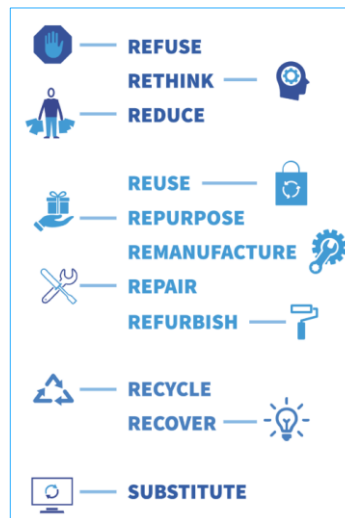 REFUSE
RETHINK
REDUCE
REUSE
REPURPOSE
REMANUFACTURE
REPAIR
REFURBISH
RECYCLE
RECOVER
SUBSTITUTE